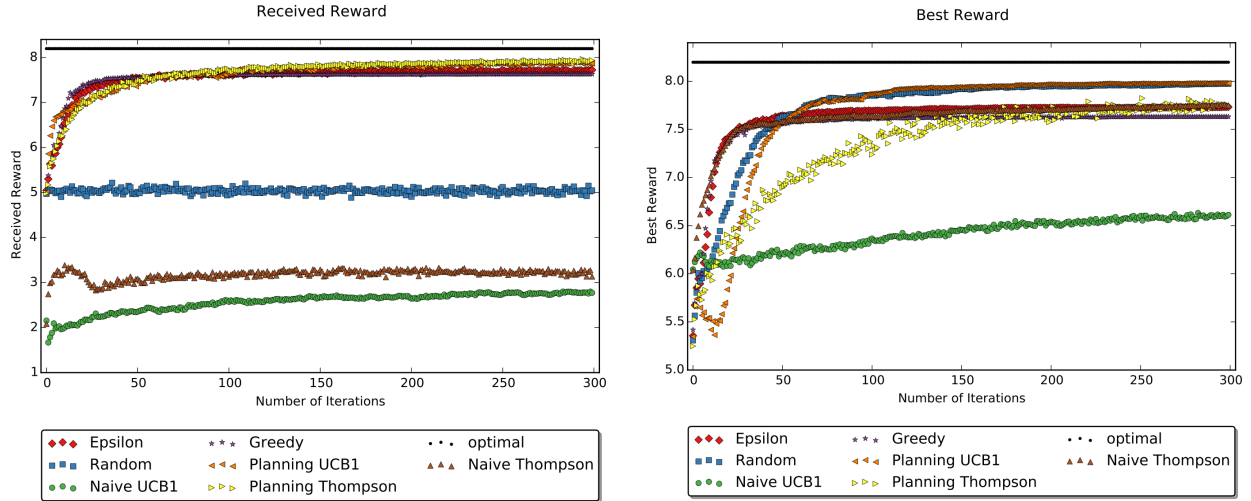 Received Reward
8
7
6
5
4
3
2
1
Received Reward
0 50 100 150 200 250 300
Number of Iterations
Epsilon Greedy optimal
Random Planning UCB1 Naive Thompson
Naive UCB1 Planning Thompson
Best Reward
8.0
7.5
7.0
6.5
6.0
5.5
5.0
Best Reward
0 50 100 150 200 250 300
Number of Iterations
Epsilon Greedy optimal
Random Planning UCB1 Naive Thompson
Naive UCB1 Planning Thompson